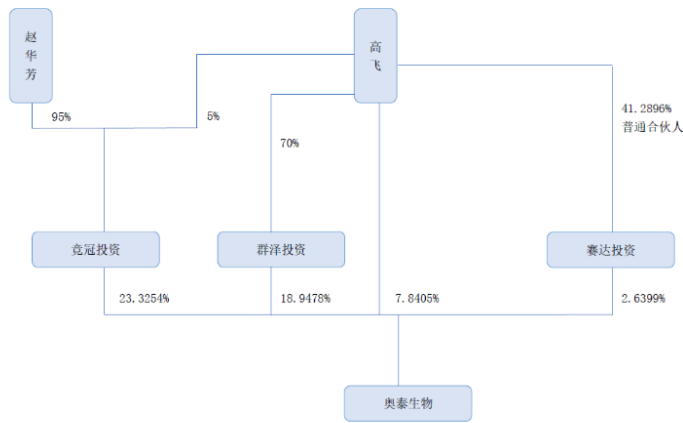 赵
华
芳
高
飞
95%
5%
70%
41.2896%
普通合伙人
竞冠投资
群泽投资
赛达投资
23.3254%
18.9478%
7.8405%
2.6399%
奥泰生物